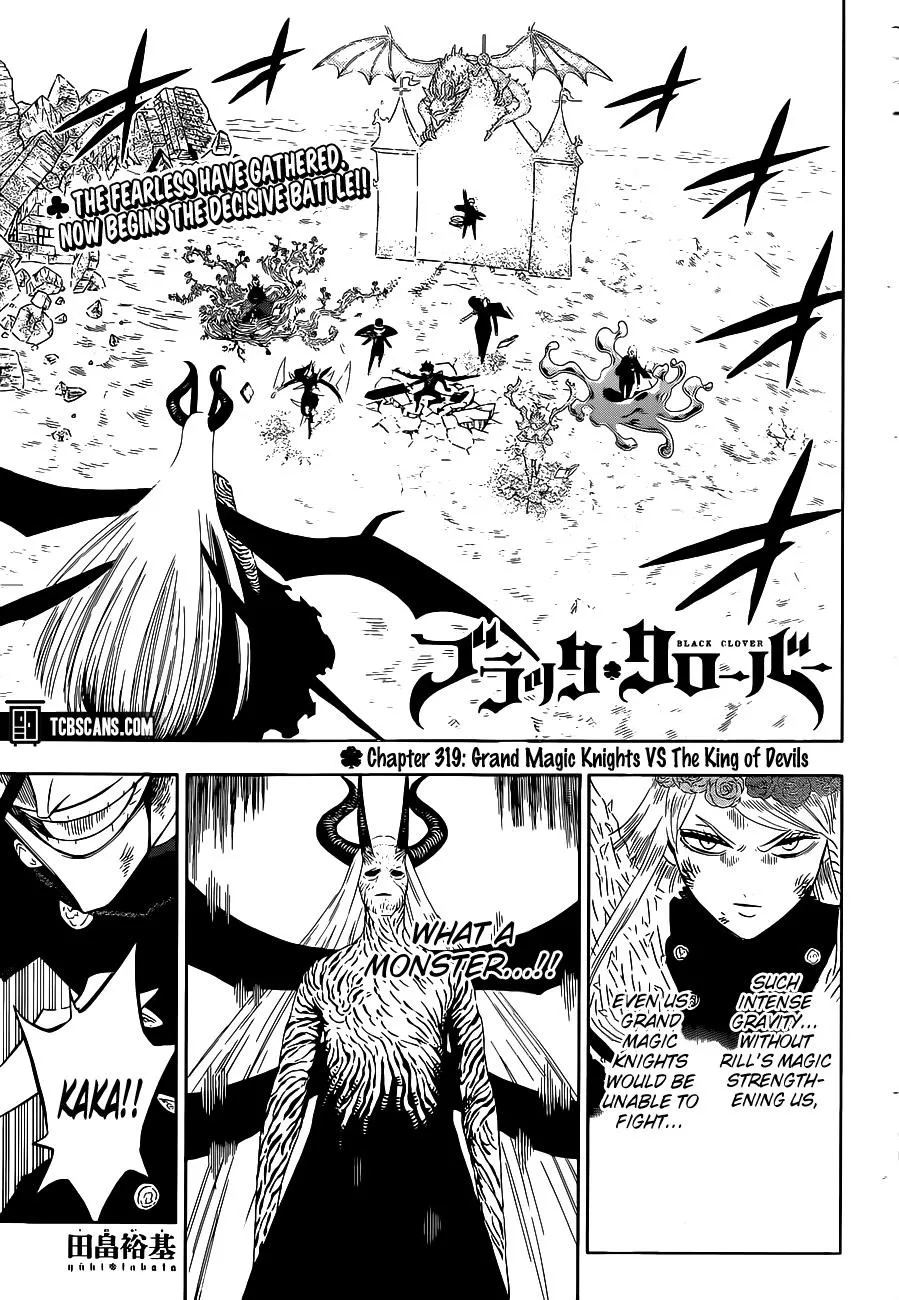 ♣ THE FEARLESS HAVE GATHERED.
NOW BEGINS THE DECISIVE BATTLE!!
BLACK CLOVER
ブラック♣クローバー
TCBSCANS.COM
♣ Chapter 319: Grand Magic Knights VS The King of Devils
SUCH
INTENSE
GRAVITY...
WITHOUT
RILL'S MAGIC
STRENGTH-
ENING US,
EVEN US
GRAND
MAGIC
KNIGHTS
WOULD BE
UNABLE TO
FIGHT...
WHAT A
MONSTER...!!
KAKA!!
田畠裕基
yūki♣tabata